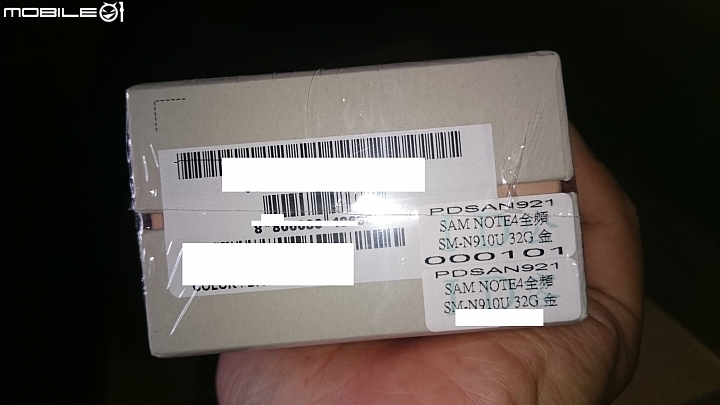 MOBILE01
PDSAN921
SAM NOTE4全頻
SM-N910U 32G 金
000101
PDSAN921
SAM NOTE4全頻
SM-N910U 32G 金